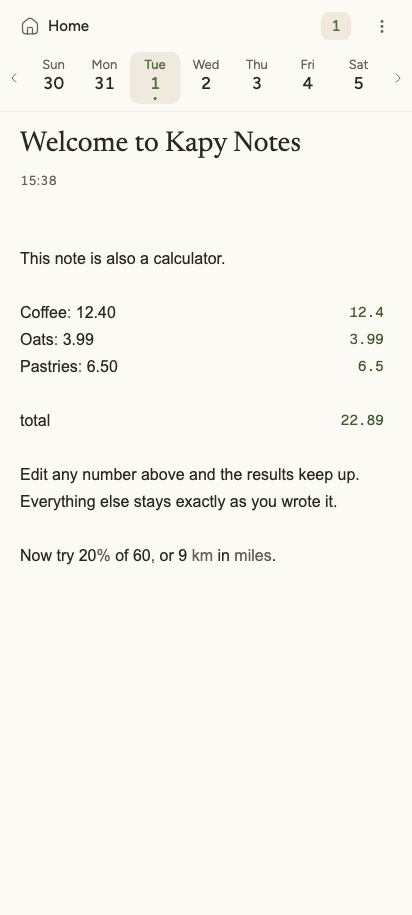 Home
1
Sun Mon Tue Wed Thu Fri Sat
30 31 1 2 3 4 5
Welcome to Kapy Notes
15:38
This note is also a calculator.
Coffee: 12.40 12.4
Oats: 3.99 3.99
Pastries: 6.50 6.5
total 22.89
Edit any number above and the results keep up.
Everything else stays exactly as you wrote it.
Now try 20% of 60, or 9 km in miles.